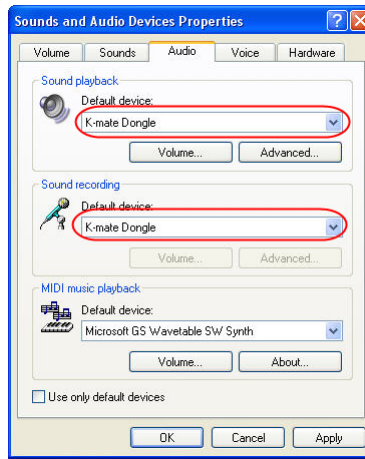 Sounds and Audio Devices Properties
Volume Sounds Audio Voice Hardware
Sound playback
Default device:
K-mate Dongle
Volume... Advanced...
Sound recording
Default device:
K-mate Dongle
Volume... Advanced...
MIDI music playback
Default device:
Microsoft GS Wavetable SW Synth
Volume... About...
Use only default devices
OK Cancel Apply